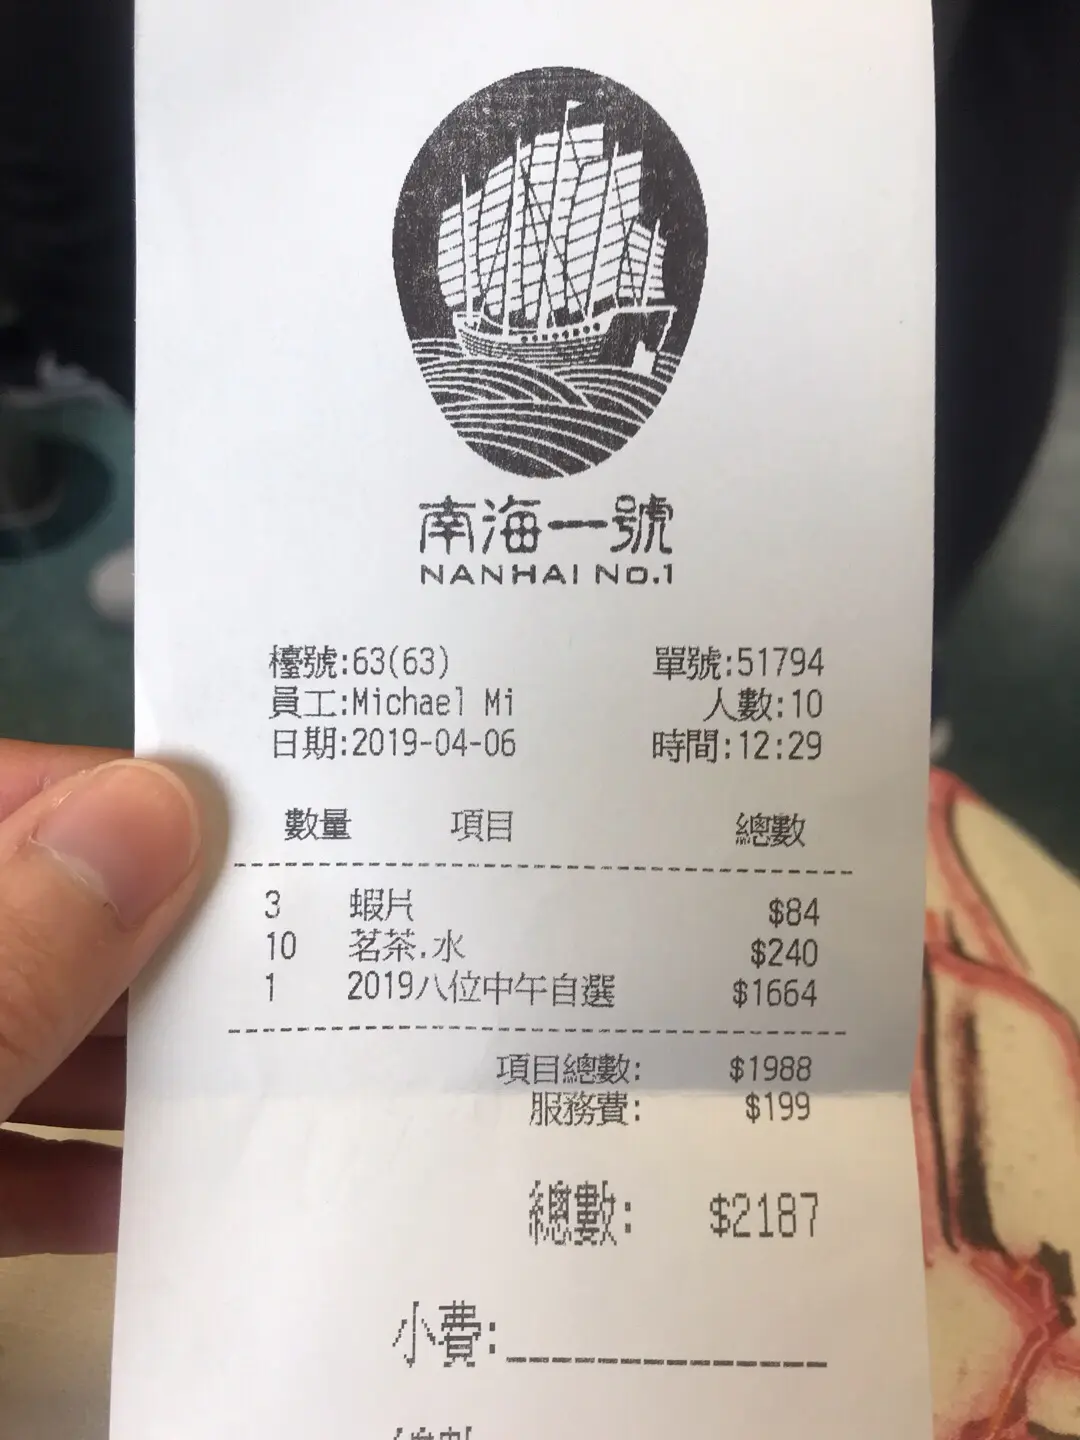 南海一號
NANHAI No.1
檯號:63(63) 單號:51794
員工:Michael Mi 人數:10
日期:2019-04-06 時間:12:29
數量 項目 總數
3 蝦片 $84
10 茗茶.水 $240
1 2019八位中午自選 $1664
項目總數: $1988
服務費: $199
總數: $2187
小費: